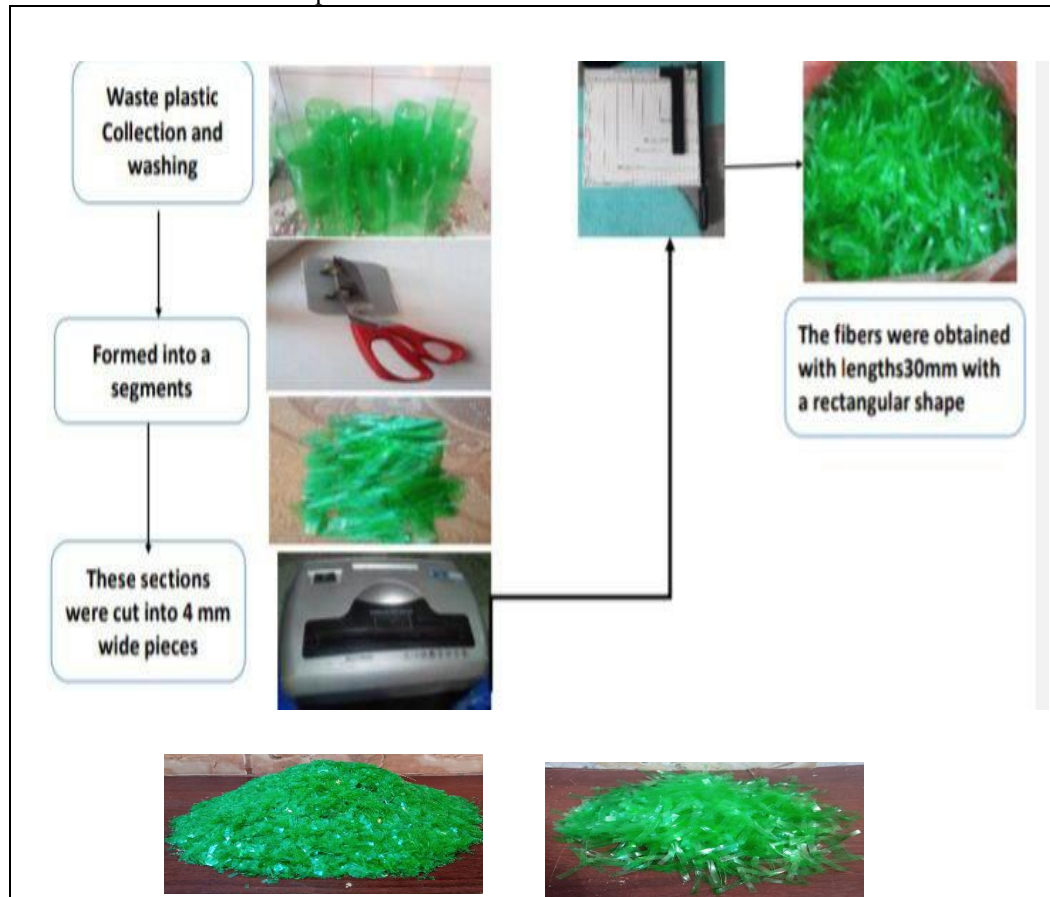 Waste plastic
Collection and
washing
Formed into a
segments
These sections
were cut into 4 mm
wide pieces
The fibers were obtained
with lengths30mm with
a rectangular shape